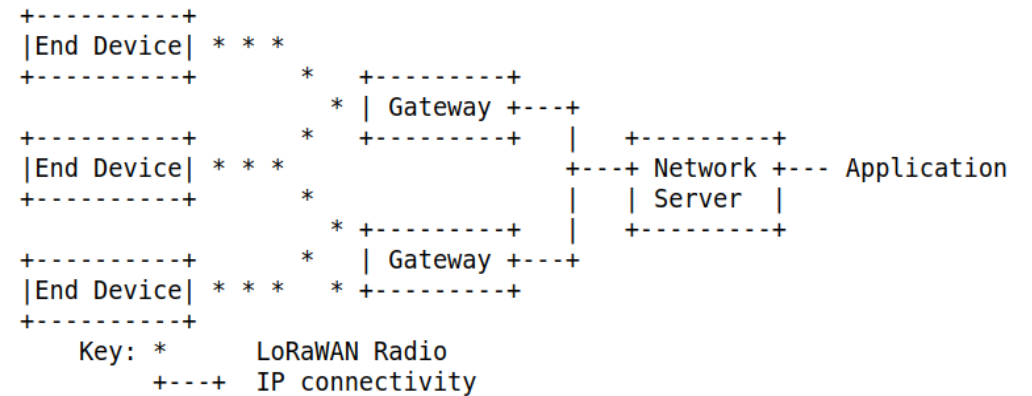 +----------+
|End Device| * * *
+----------+       *   +---------+
                     * | Gateway +---+
+----------+       *   +---------+   |   +---------+
|End Device| * * *                   +---+ Network +--- Application
+----------+       *                 |   | Server  |
                     * +---------+   |   +---------+
+----------+       *   | Gateway +---+
|End Device| * * *   * +---------+
+----------+
    Key: *      LoRaWAN Radio
         +---+  IP connectivity